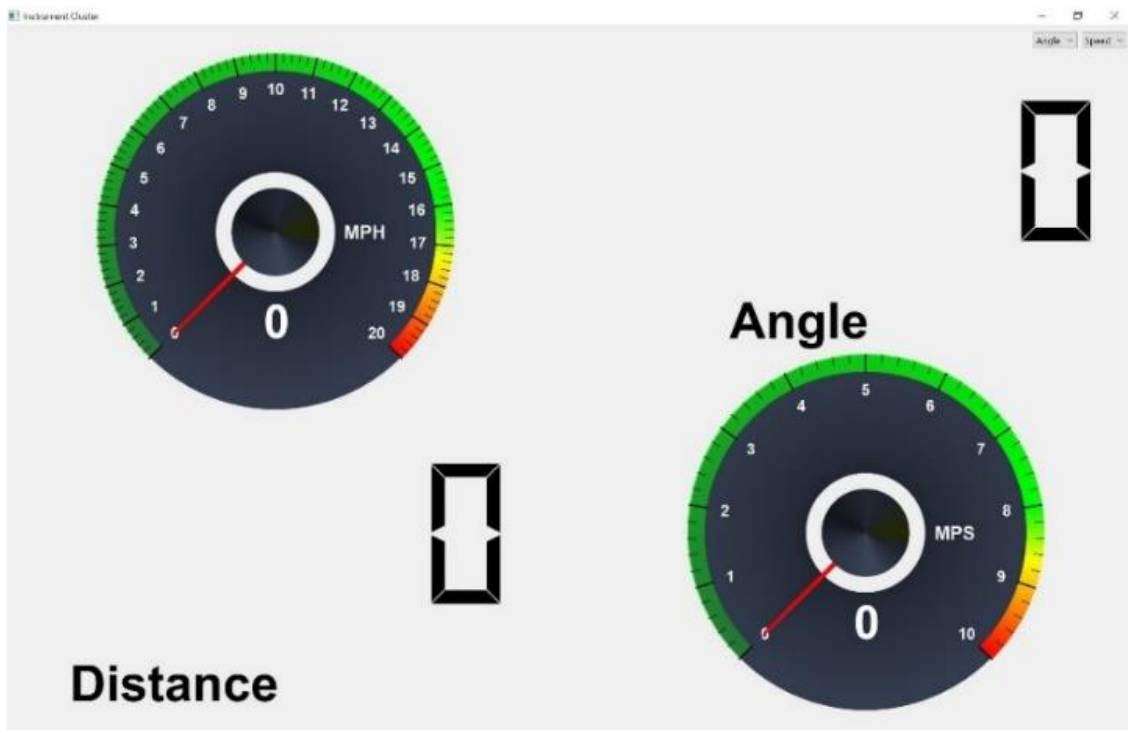 Instrument Cluster
Angle Speed
0
0 1 2 3 4 5 6 7 8 9 10 11 12 13 14 15 16 17 18 19 20
MPH
0
Angle
0 1 2 3 4 5 6 7 8 9 10
MPS
0
0
Distance